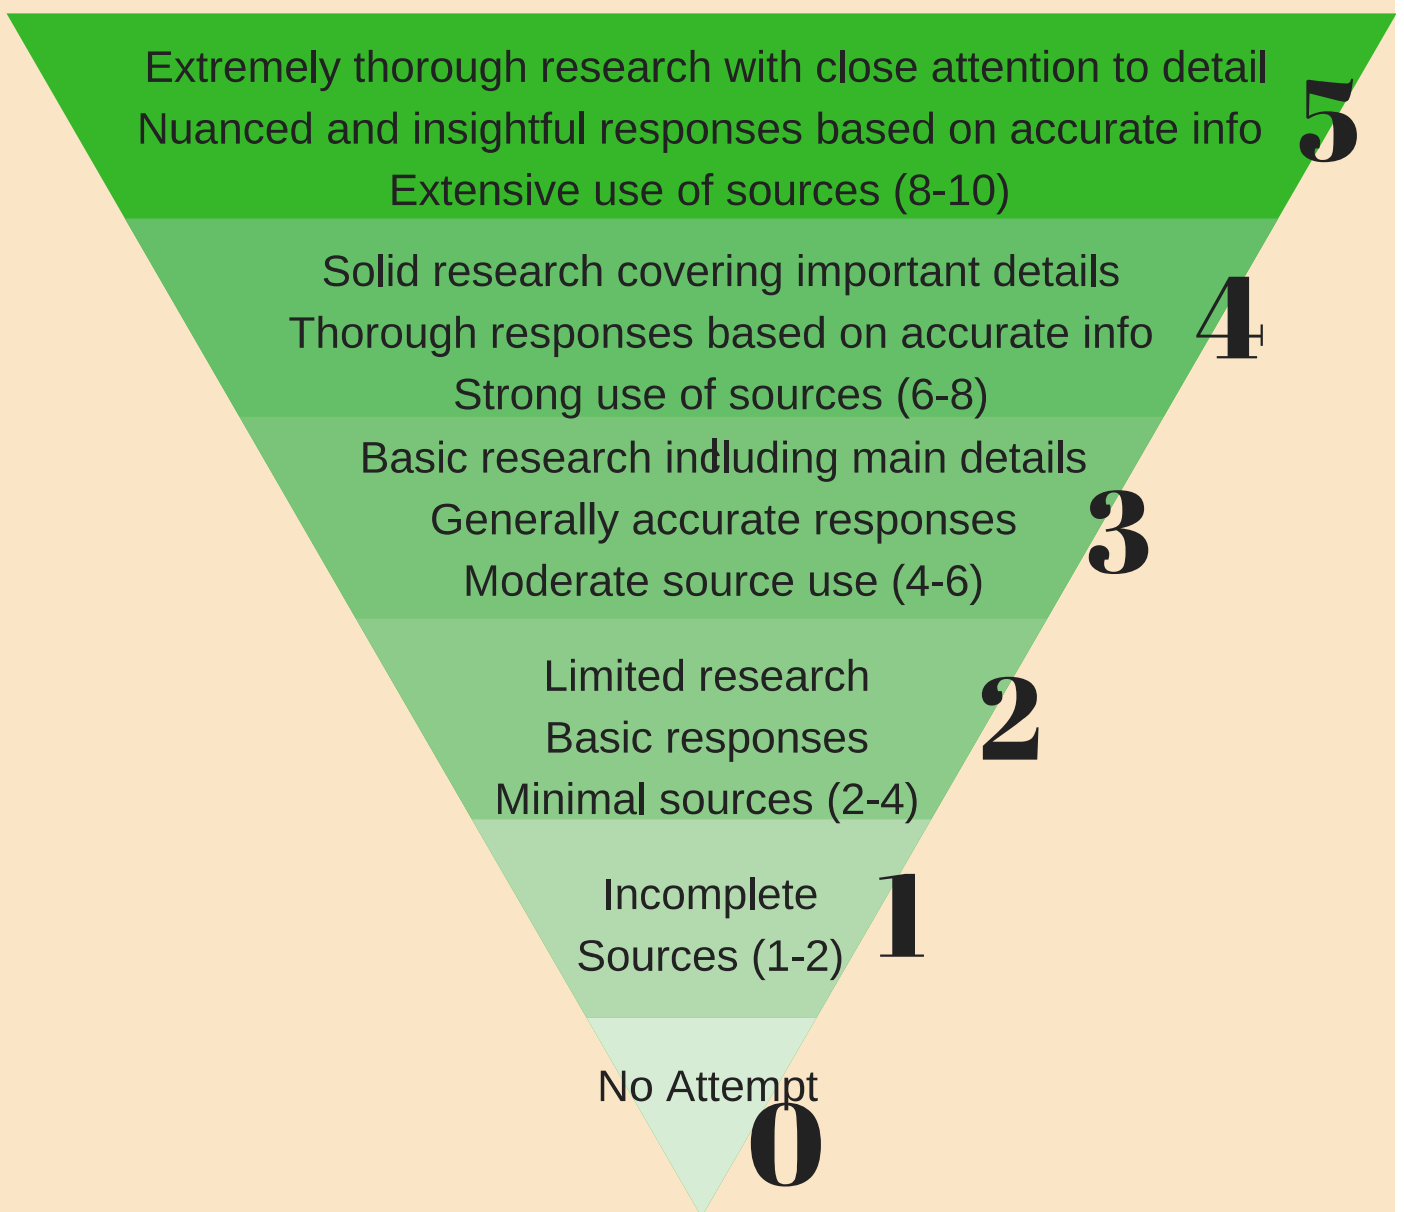 Extremely thorough research with close attention to detail
Nuanced and insightful responses based on accurate info
Extensive use of sources (8-10)
5
Solid research covering important details
Thorough responses based on accurate info
Strong use of sources (6-8)
4
Basic research including main details
Generally accurate responses
Moderate source use (4-6)
3
Limited research
Basic responses
Minimal sources (2-4)
2
Incomplete
Sources (1-2)
1
No Attempt
0